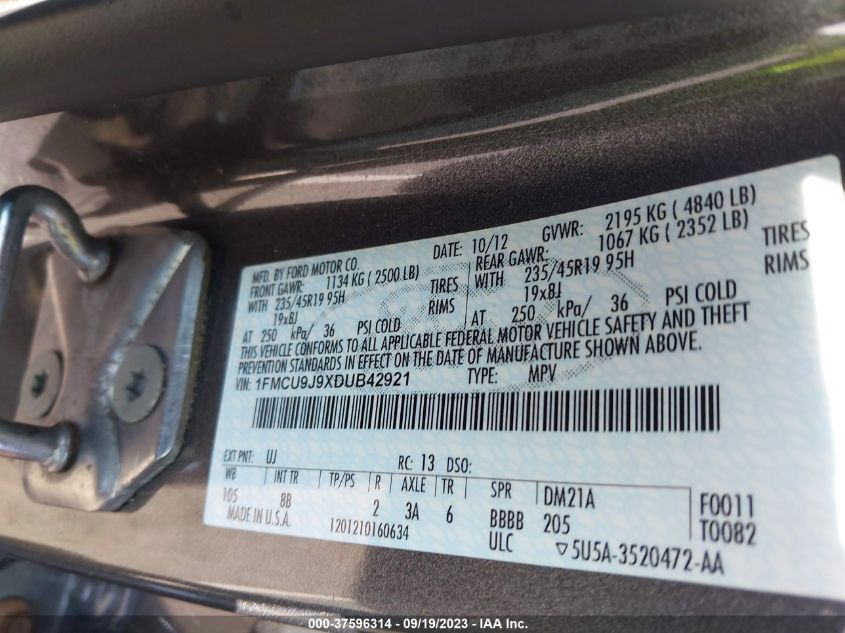 MFD. BY FORD MOTOR CO. DATE: 10/12 GVWR: 2195 KG ( 4840 LB)
FRONT GAWR: 1134 KG ( 2500 LB) REAR GAWR: 1067 KG ( 2352 LB)
WITH 235/45R19 95H TIRES WITH 235/45R19 95H TIRES
19x8J RIMS 19x8J RIMS
AT 250 kPa/ 36 PSI COLD AT 250 kPa/ 36 PSI COLD
THIS VEHICLE CONFORMS TO ALL APPLICABLE FEDERAL MOTOR VEHICLE SAFETY AND THEFT
PREVENTION STANDARDS IN EFFECT ON THE DATE OF MANUFACTURE SHOWN ABOVE.
VIN: 1FMCU9J9XDUB42921 TYPE: MPV
EXT PNT: UJ RC: 13 DSO:
WB INT TR TP/PS R AXLE TR SPR DM21A F0011
105 8B 2 3A 6 BBBB 205 T0082
MADE IN U.S.A. 1201210160634 ULC ▽5U5A-3520472-AA
000-37596314 - 09/19/2023 - IAA Inc.